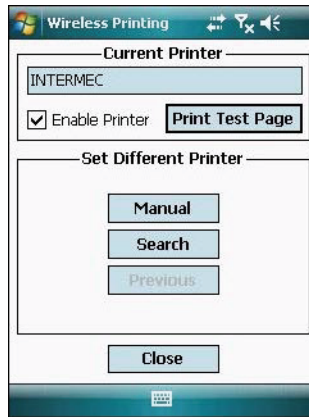 Wireless Printing
Current Printer
INTERMEC
Enable Printer Print Test Page
Set Different Printer
Manual
Search
Previous
Close